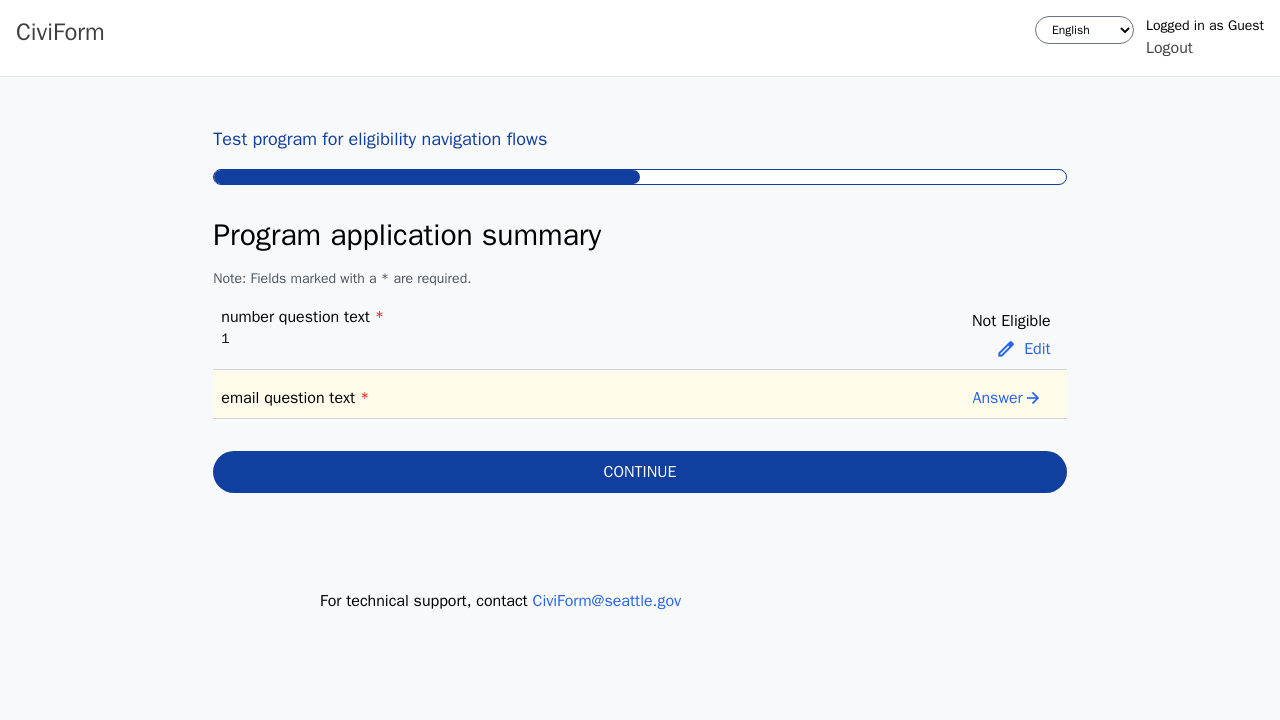 CiviForm
English
Logged in as Guest
Logout
Test program for eligibility navigation flows
Program application summary
Note: Fields marked with a * are required.
number question text *
1
Not Eligible
Edit
email question text *
Answer
CONTINUE
For technical support, contact CiviForm@seattle.gov